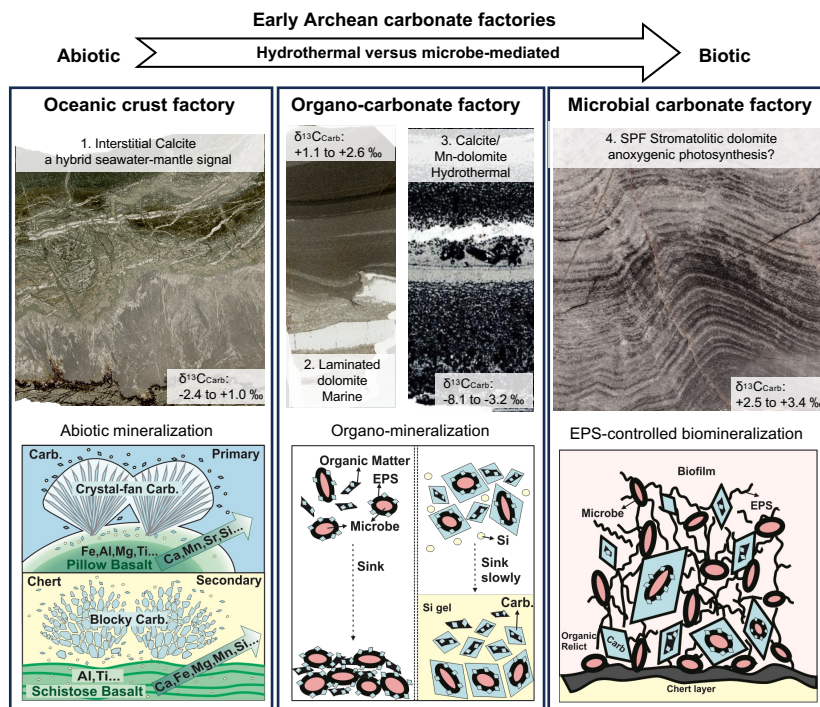 Early Archean carbonate factories
Abiotic
Hydrothermal versus microbe-mediated
Biotic
Oceanic crust factory
1. Interstitial Calcite
a hybrid seawater-mantle signal
δ13CCarb:
-2.4 to +1.0 ‰
Abiotic mineralization
Carb.
Primary
Crystal-fan Carb.
Fe,Al,Mg,Ti...
Pillow Basalt
Ca,Mn,Sr,Si...
Chert
Secondary
Blocky Carb.
Al,Ti...
Schistose Basalt
Ca,Fe,Mg,Mn,Si...
Organo-carbonate factory
δ13CCarb:
+1.1 to +2.6 ‰
2. Laminated
dolomite
Marine
3. Calcite/
Mn-dolomite
Hydrothermal
δ13CCarb:
-8.1 to -3.2 ‰
Organo-mineralization
Organic Matter
EPS
Microbe
Sink
Si
Sink
slowly
Si gel
Carb.
Microbial carbonate factory
4. SPF Stromatolitic dolomite
anoxygenic photosynthesis?
δ13CCarb:
+2.5 to +3.4 ‰
EPS-controlled biomineralization
Biofilm
Microbe
EPS
Organic
Relict
Carb
Chert layer